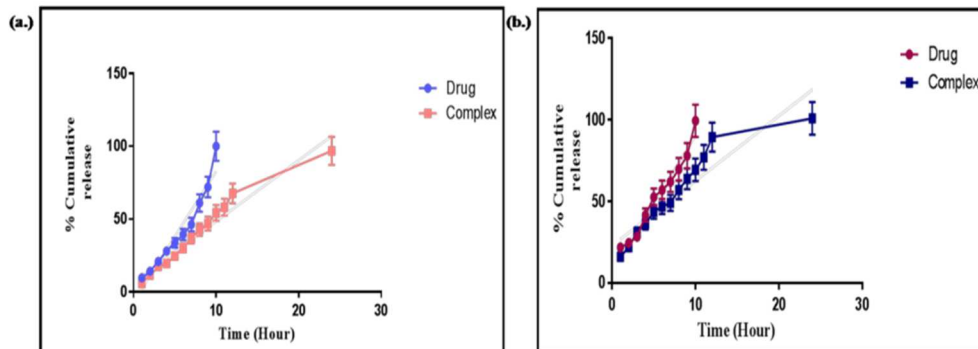 (a.)
150
100
50
0
0
10
20
30
% Cumulative
release
Time (Hour)
Drug
Complex
(b.)
150
100
50
0
0
10
20
30
% Cumulative
release
Time (Hour)
Drug
Complex